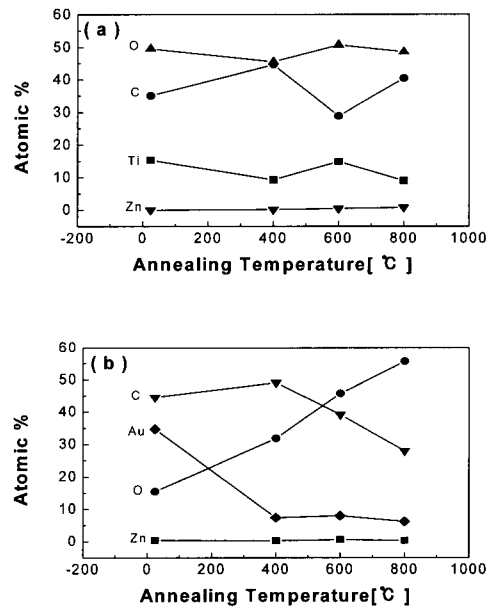 ( a )
60
50
40
30
20
10
0
Atomic %
O
C
Ti
Zn
-200 0 200 400 600 800 1000
Annealing Temperature[ ℃ ]
( b )
60
50
40
30
20
10
0
Atomic %
C
Au
O
Zn
-200 0 200 400 600 800 1000
Annealing Temperature[ ℃ ]